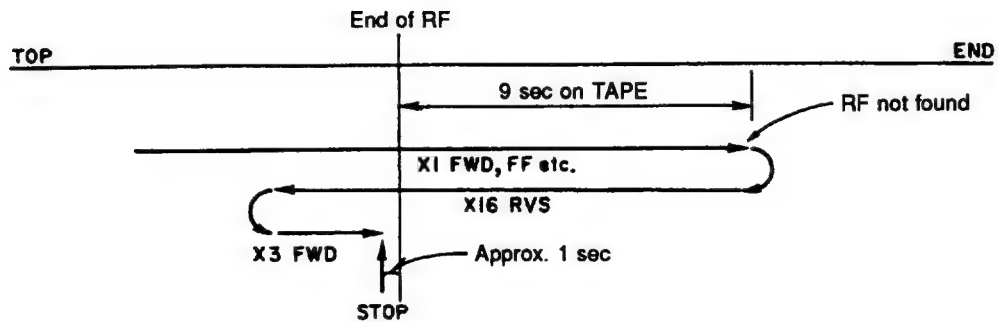 End of RF
TOP
END
9 sec on TAPE
RF not found
X1 FWD, FF etc.
X16 RVS
X3 FWD
Approx. 1 sec
STOP